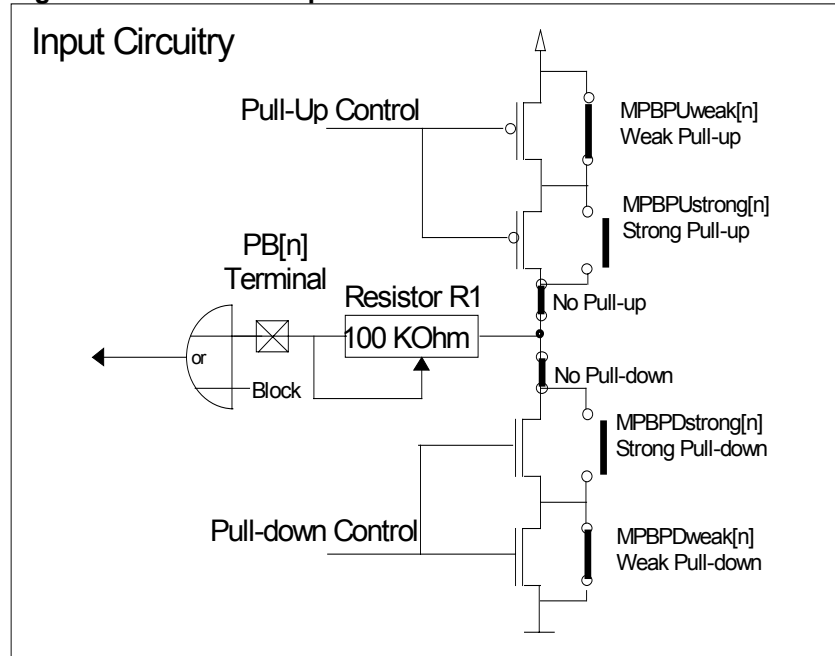 Input Circuitry
Pull-Up Control
MPBPUweak[n]
Weak Pull-up
MPBPUstrong[n]
Strong Pull-up
PB[n]
Terminal
Resistor R1
100 KOhm
No Pull-up
or
Block
No Pull-down
MPBPDstrong[n]
Strong Pull-down
Pull-down Control
MPBPDweak[n]
Weak Pull-down